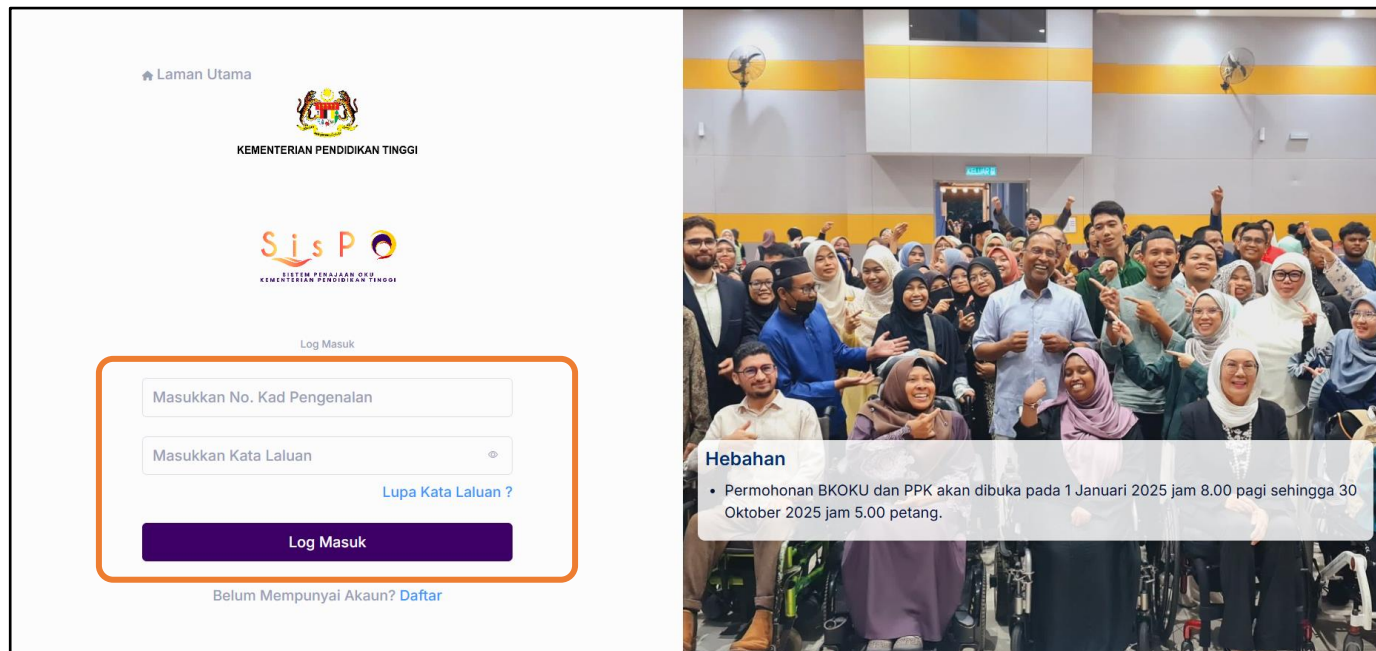 Laman Utama
KEMENTERIAN PENDIDIKAN TINGGI
SisPO
SISTEM PENAJAAN OKU
KEMENTERIAN PENDIDIKAN TINGGI
Log Masuk
Masukkan No. Kad Pengenalan
Masukkan Kata Laluan
Lupa Kata Laluan ?
Log Masuk
Belum Mempunyai Akaun? Daftar
KELUAR
Hebahan
• Permohonan BKOKU dan PPK akan dibuka pada 1 Januari 2025 jam 8.00 pagi sehingga 30
Oktober 2025 jam 5.00 petang.